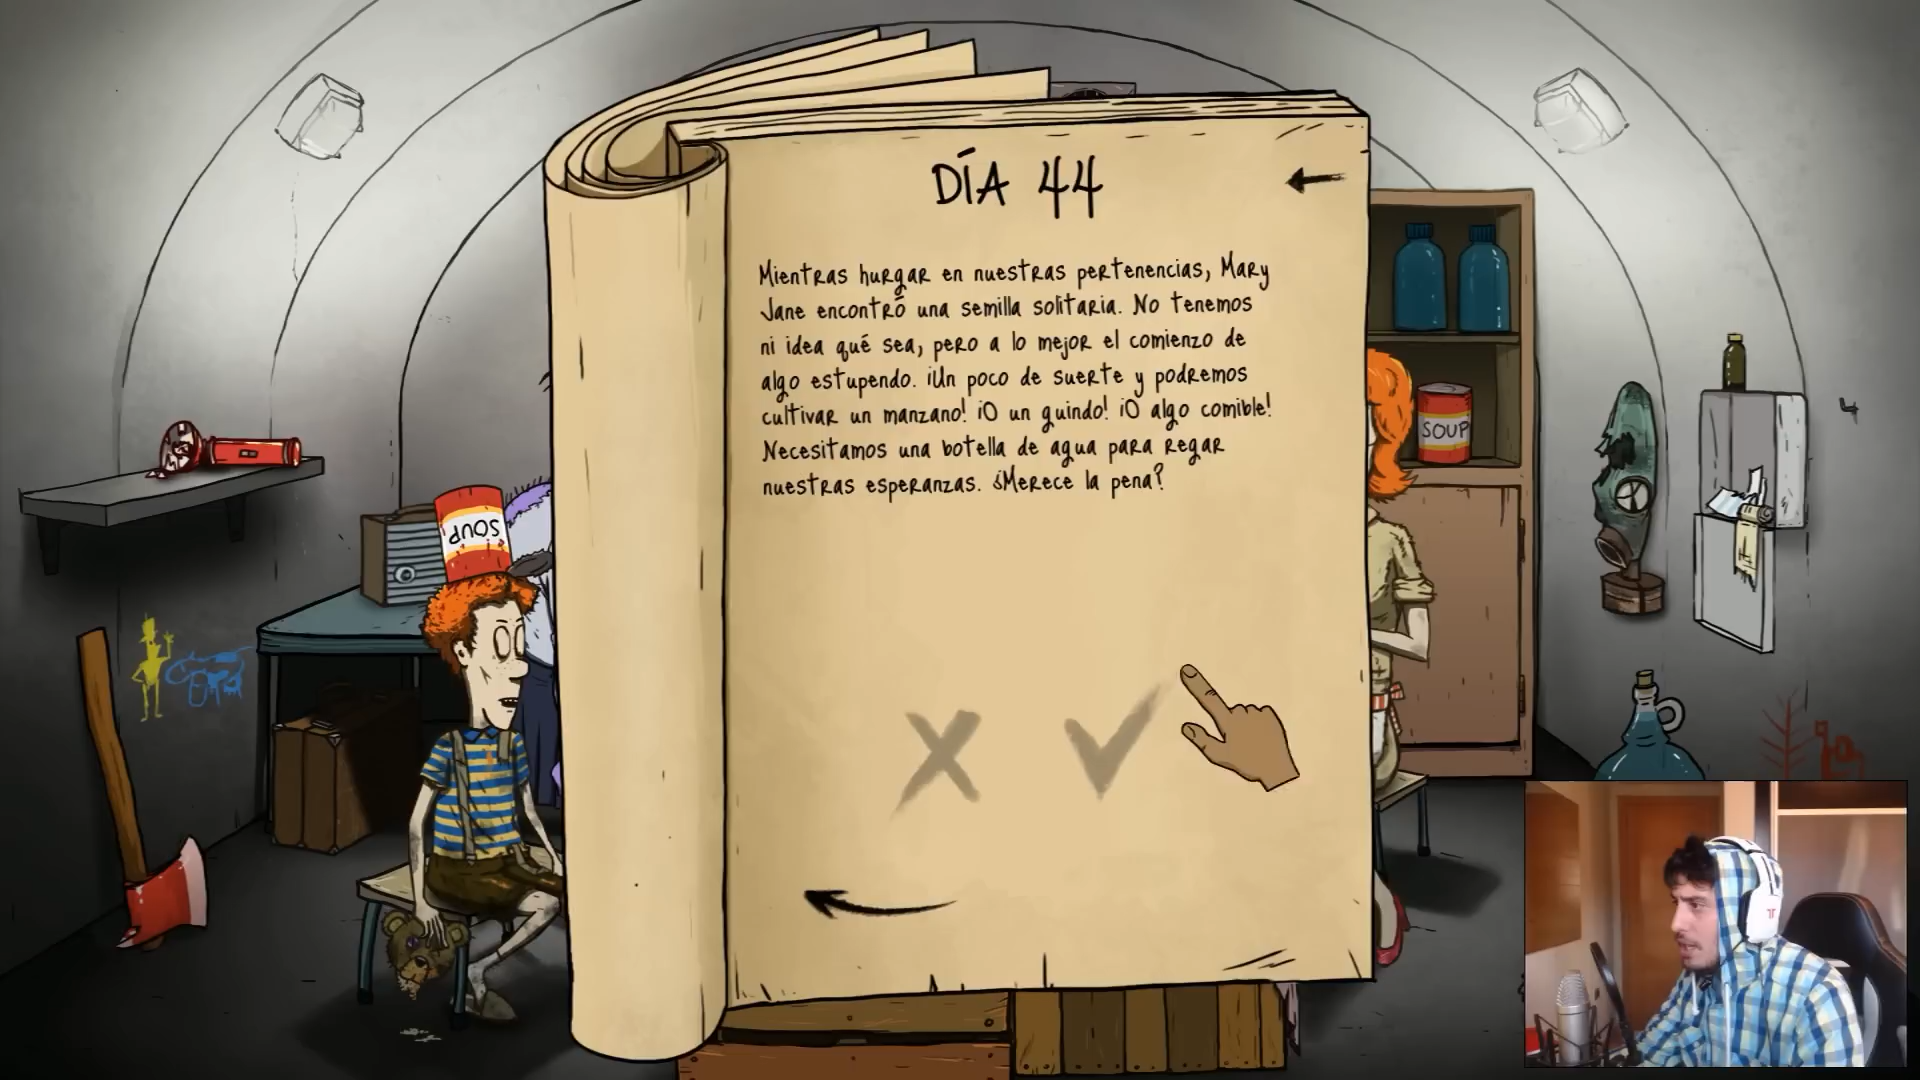 DÍA 44
Mientras hurgar en nuestras pertenencias, Mary
Jane encontró una semilla solitaria. No tenemos
ni idea qué sea, pero a lo mejor el comienzo de
algo estupendo. ¡Un poco de suerte y podremos
cultivar un manzano! ¡O un guindo! ¡O algo comible!
Necesitamos una botella de agua para regar
nuestras esperanzas. ¿Merece la pena?
SOUP
SOUP